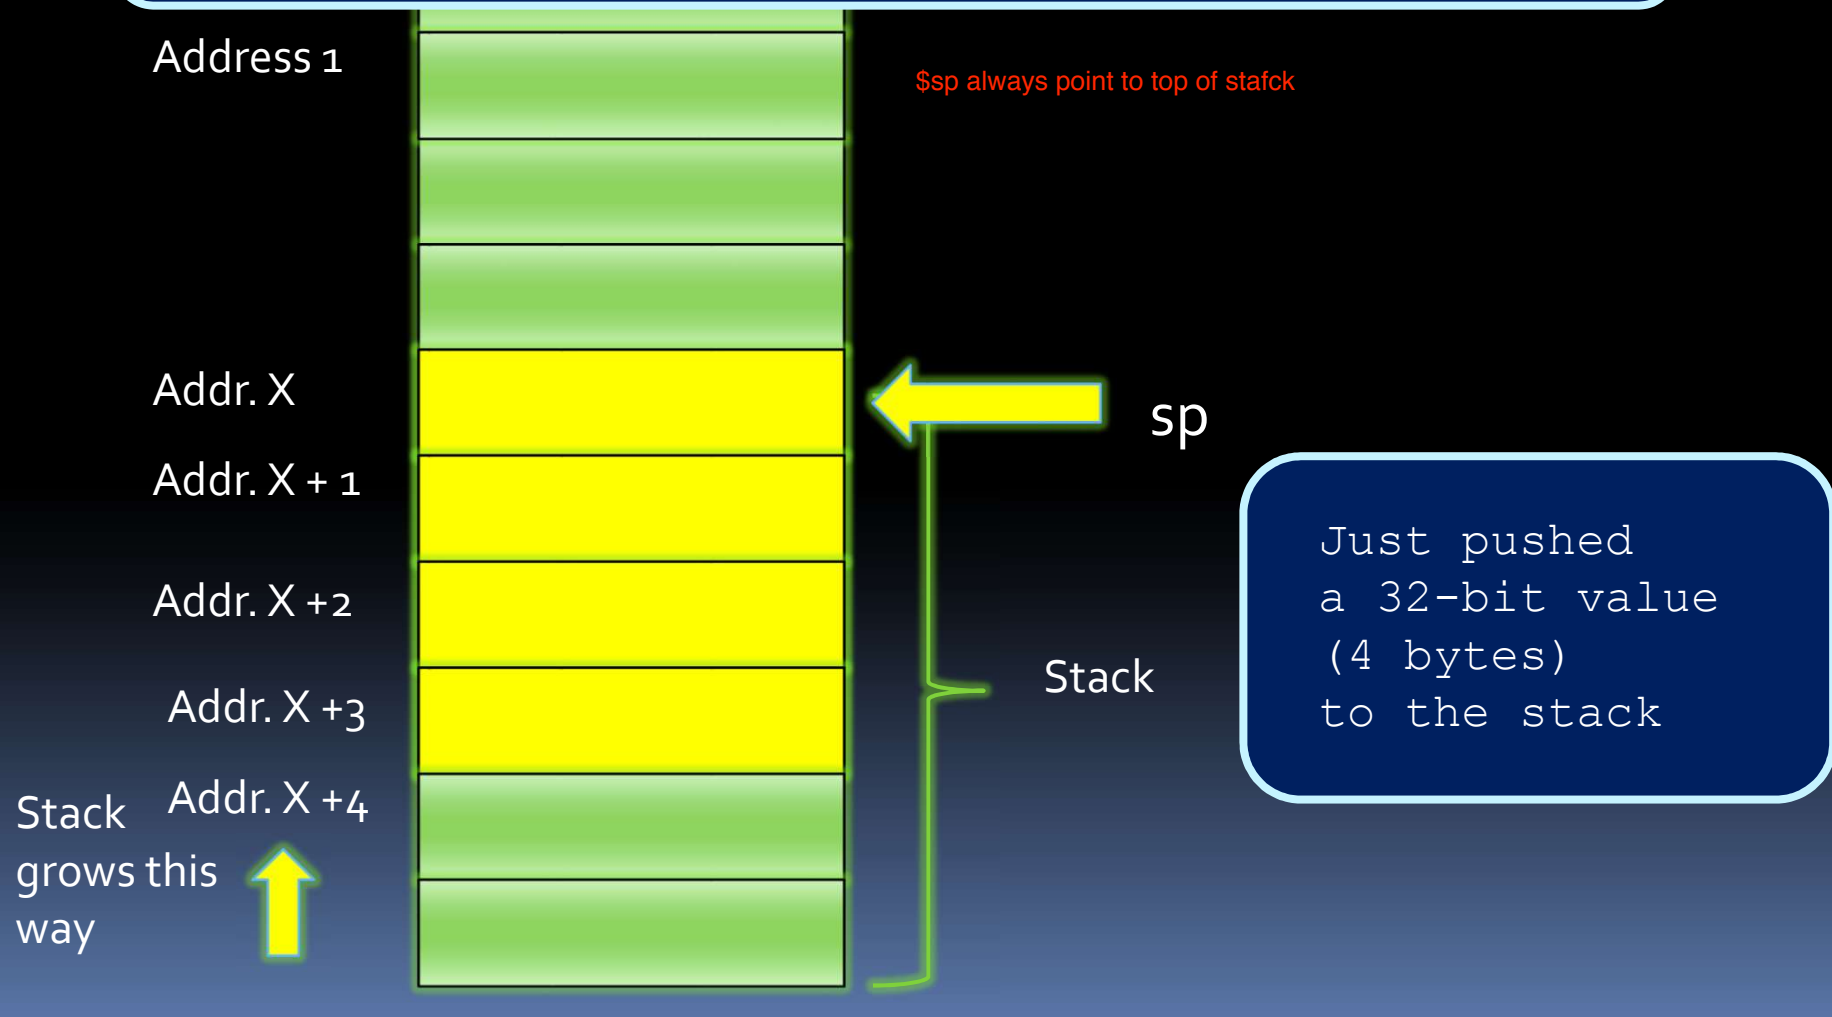 Address 1
$sp always point to top of stafck
Addr. X
sp
Addr. X + 1
Just pushed
a 32-bit value
(4 bytes)
to the stack
Addr. X +2
Stack
Addr. X +3
Addr. X +4
Stack
grows this
way